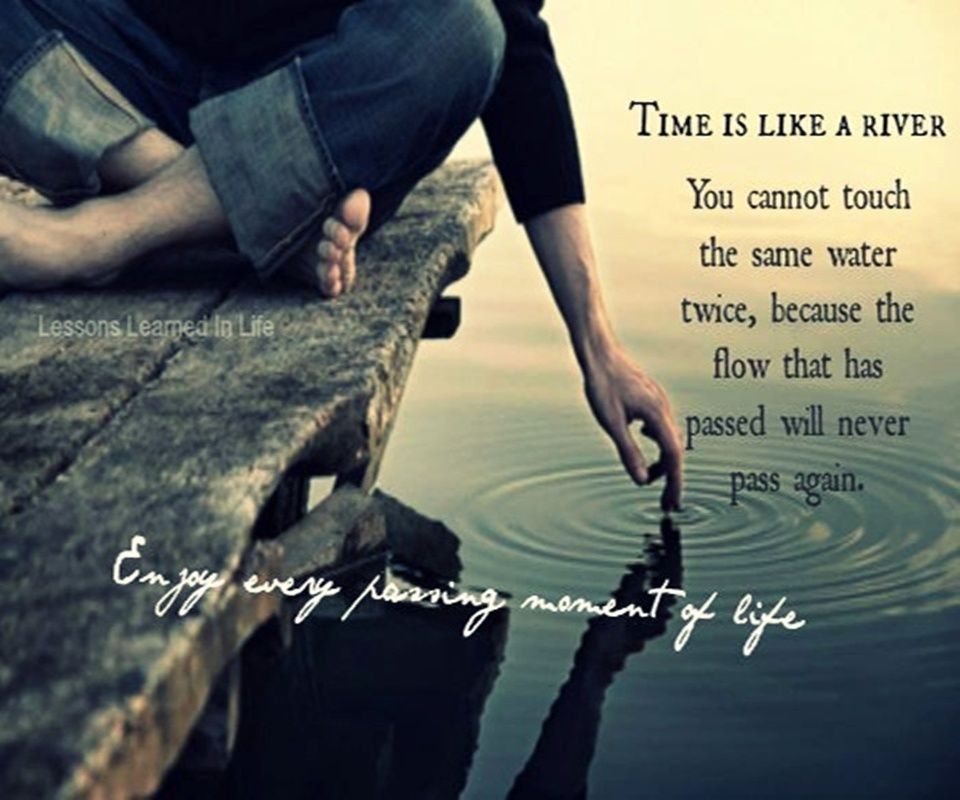 TIME IS LIKE A RIVER
You cannot touch
the same water
twice, because the
flow that has
passed will never
pass again.
Lessons Learned In Life
Enjoy every passing moment of life